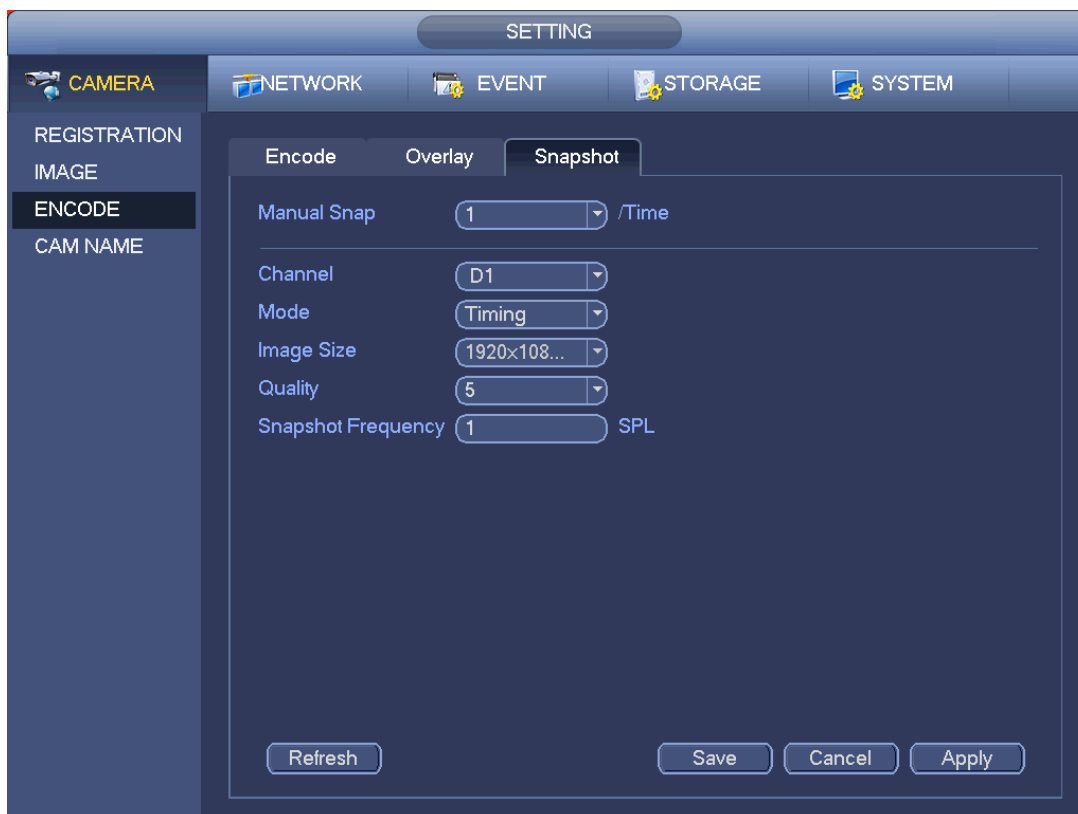 SETTING
CAMERA NETWORK EVENT STORAGE SYSTEM
REGISTRATION
IMAGE
ENCODE
CAM NAME
Encode Overlay Snapshot
Manual Snap 1 /Time
Channel D1
Mode Timing
Image Size 1920×108...
Quality 5
Snapshot Frequency 1 SPL
Refresh Save Cancel Apply